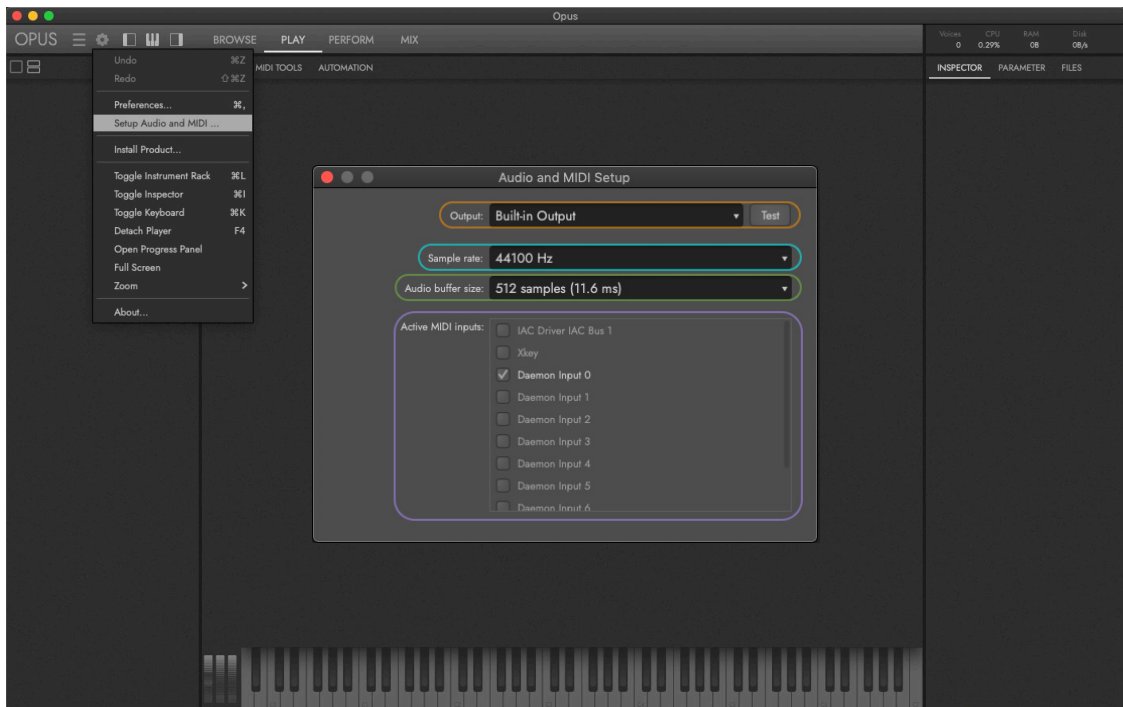 Opus
OPUS BROWSE PLAY PERFORM MIX
Voices CPU RAM Disk
0 0.29% 0B 0B/s
MIDI TOOLS AUTOMATION
INSPECTOR PARAMETER FILES
Undo ⌘Z
Redo ⇧⌘Z
Preferences... ⌘,
Setup Audio and MIDI ...
Install Product...
Toggle Instrument Rack ⌘L
Toggle Inspector ⌘I
Toggle Keyboard ⌘K
Detach Player F4
Open Progress Panel
Full Screen
Zoom >
About...
Audio and MIDI Setup
Output: Built-in Output Test
Sample rate: 44100 Hz
Audio buffer size: 512 samples (11.6 ms)
Active MIDI inputs: IAC Driver IAC Bus 1
Xkey
Daemon Input 0
Daemon Input 1
Daemon Input 2
Daemon Input 3
Daemon Input 4
Daemon Input 5
Daemon Input 6